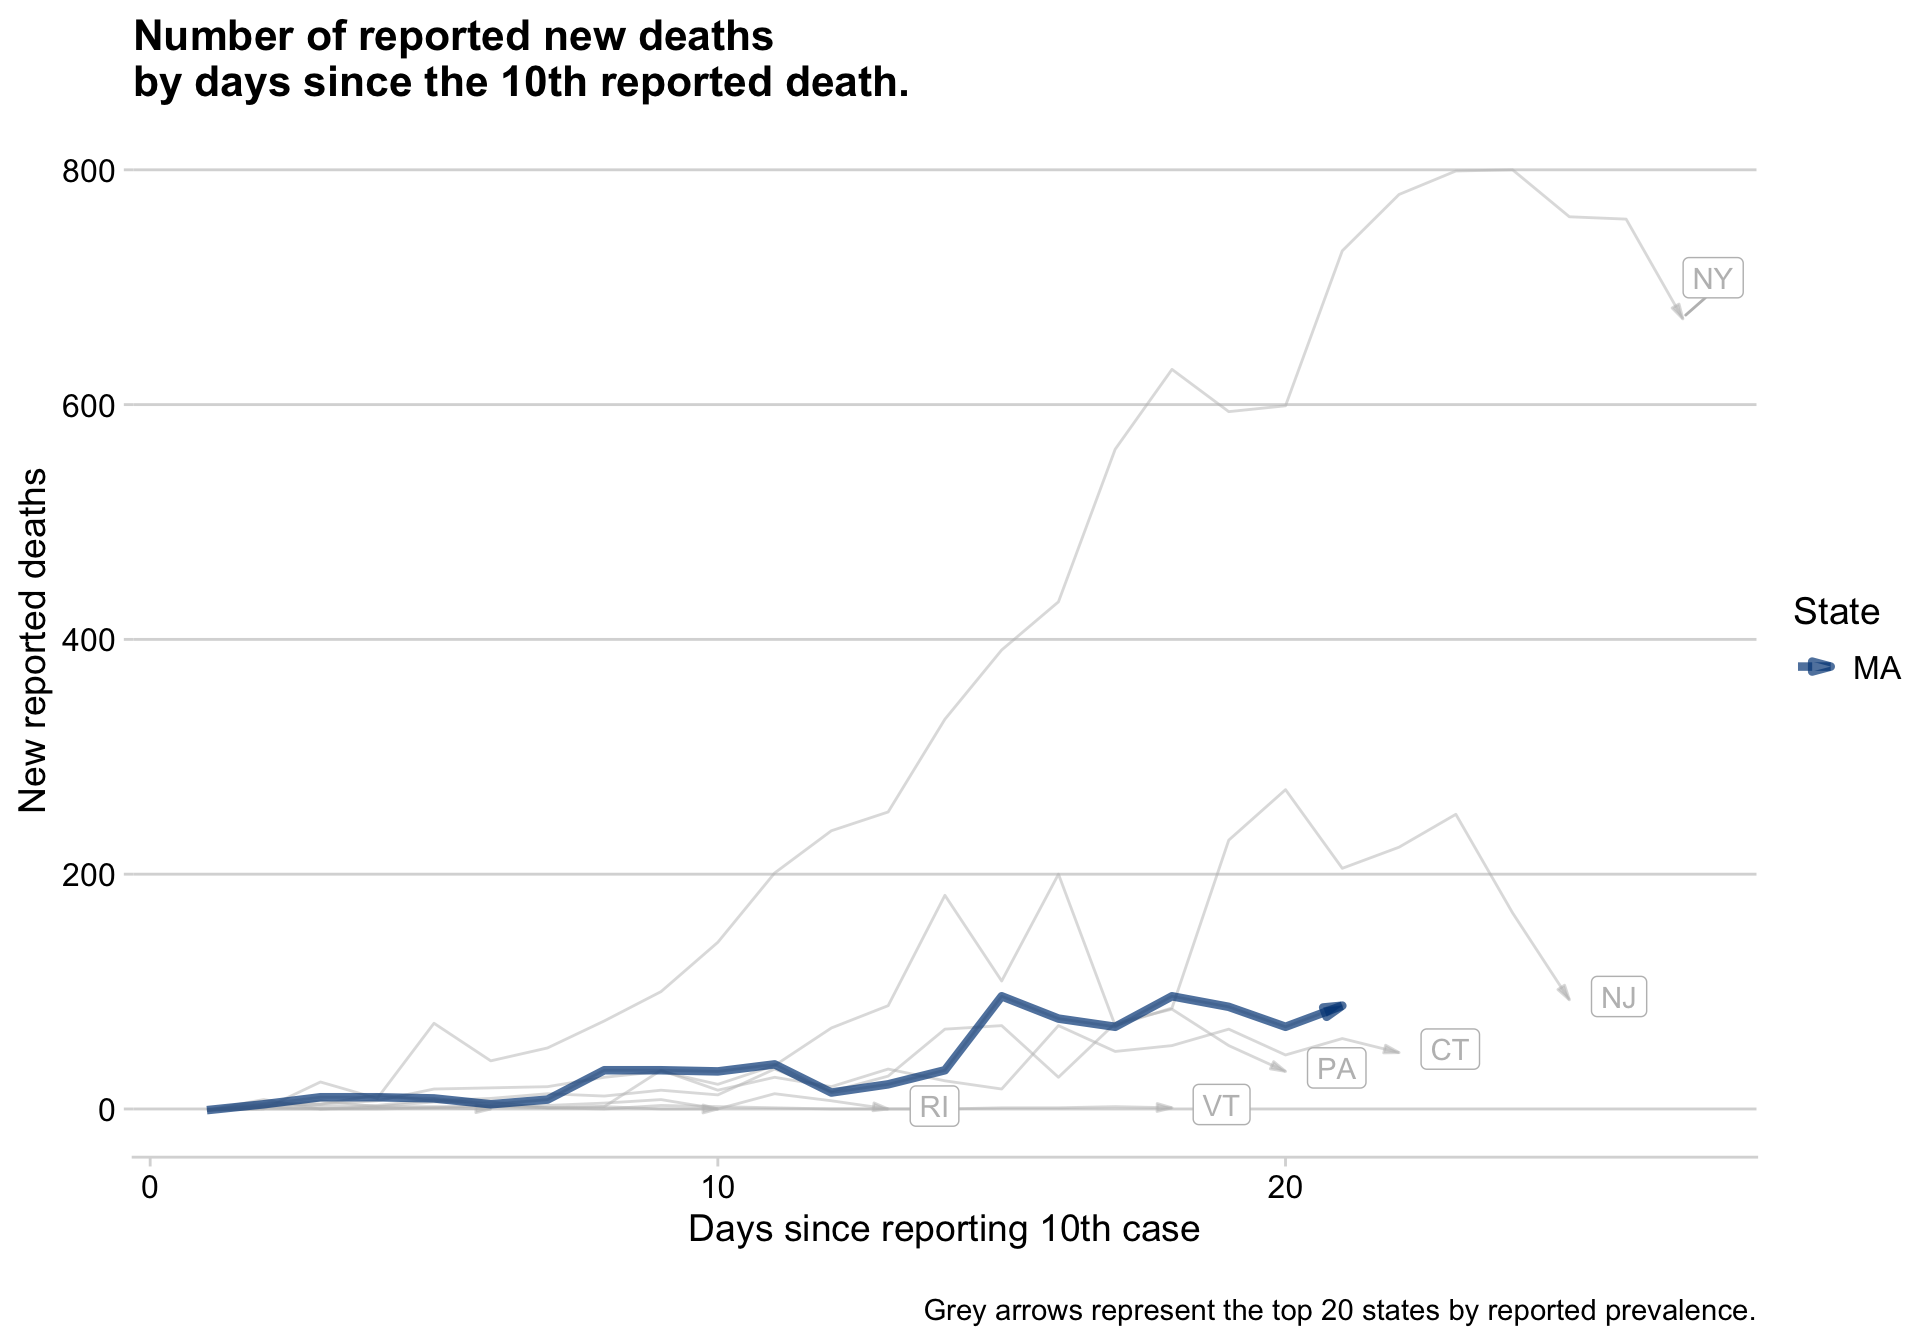 Number of reported new deaths
by days since the 10th reported death.
800
600
400
200
0
New reported deaths
NY
NJ
CT
PA
VT
RI
State
MA
0
10
20
Days since reporting 10th case
Grey arrows represent the top 20 states by reported prevalence.